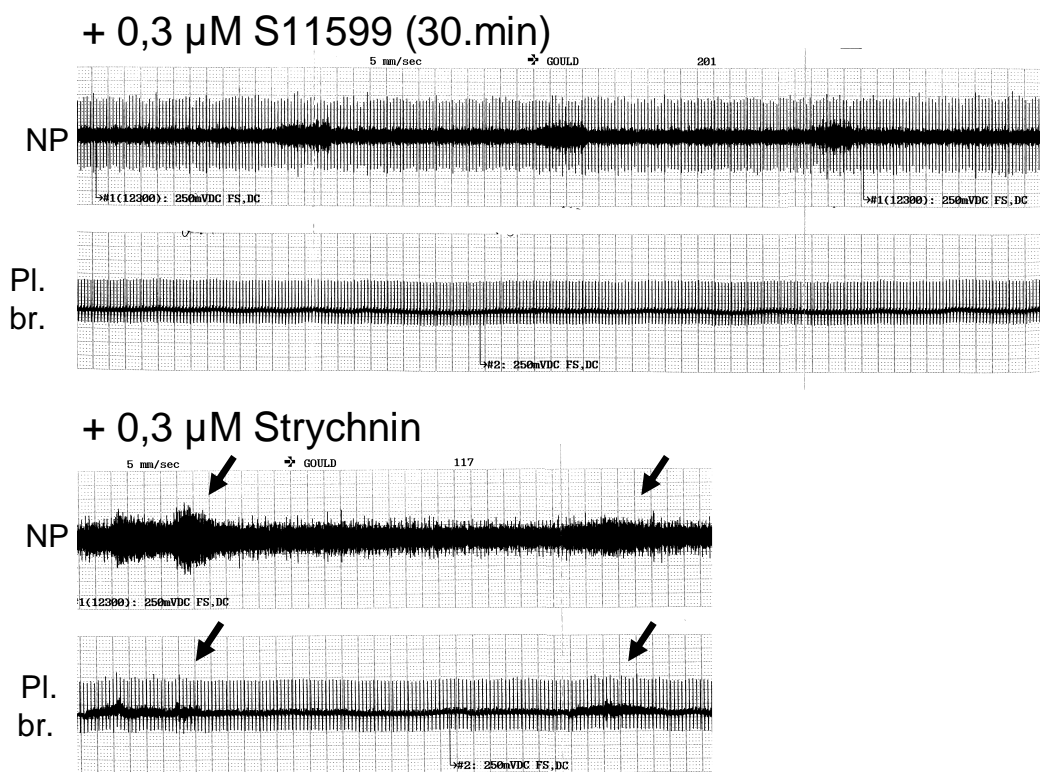 + 0,3 µM S11599 (30.min)
5 mm/sec GOULD 201
NP
#1(12300): 250mVDC FS,DC #1(12300): 250mVDC FS,DC
Pl.
br.
#2: 250mVDC FS,DC
+ 0,3 µM Strychnin
5 mm/sec GOULD 117
NP
1(12300): 250mVDC FS,DC
Pl.
br.
#2: 250mVDC FS,DC